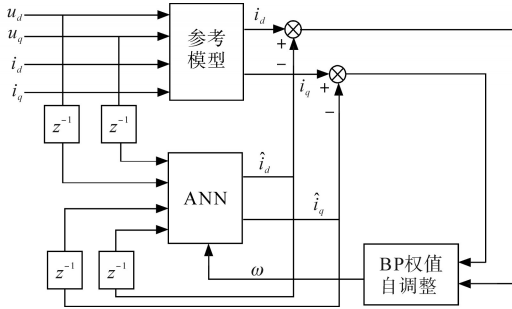 u_d
u_q
i_d
i_q
参考
模型
i_d
+
−
i_q
+
−
z⁻¹
z⁻¹
ANN
î_d
î_q
z⁻¹
z⁻¹
ω
BP权值
自调整